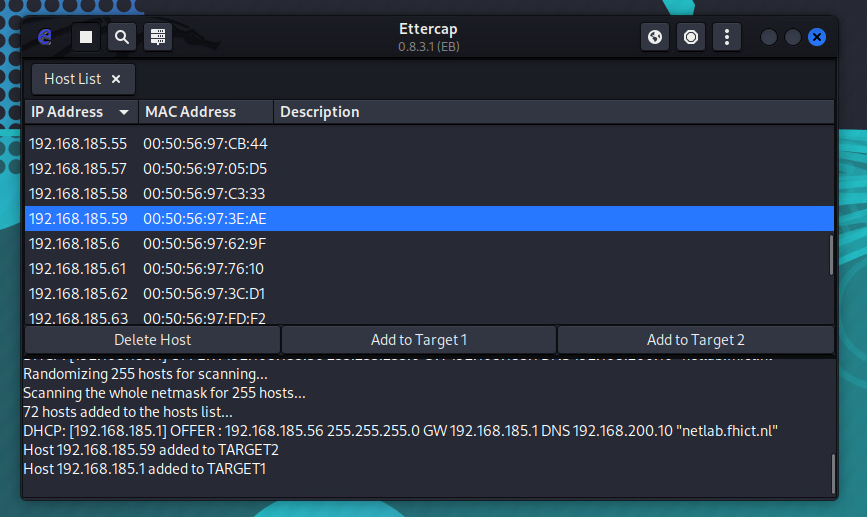 Ettercap
0.8.3.1 (EB)
Host List
IP Address MAC Address Description
192.168.185.55 00:50:56:97:CB:44
192.168.185.57 00:50:56:97:05:D5
192.168.185.58 00:50:56:97:C3:33
192.168.185.59 00:50:56:97:3E:AE
192.168.185.6 00:50:56:97:62:9F
192.168.185.61 00:50:56:97:76:10
192.168.185.62 00:50:56:97:3C:D1
192.168.185.63 00:50:56:97:FD:F2
Delete Host Add to Target 1 Add to Target 2
Randomizing 255 hosts for scanning...
Scanning the whole netmask for 255 hosts...
72 hosts added to the hosts list...
DHCP: [192.168.185.1] OFFER : 192.168.185.56 255.255.255.0 GW 192.168.185.1 DNS 192.168.200.10 "netlab.fhict.nl"
Host 192.168.185.59 added to TARGET2
Host 192.168.185.1 added to TARGET1